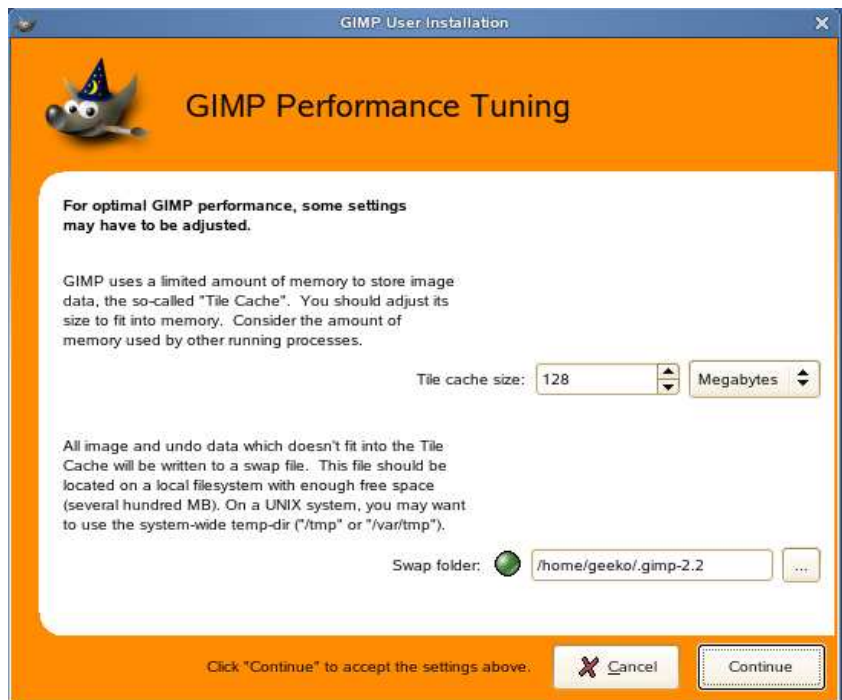 GIMP User Installation
GIMP Performance Tuning
For optimal GIMP performance, some settings
may have to be adjusted.
GIMP uses a limited amount of memory to store image
data, the so-called "Tile Cache".  You should adjust its
size to fit into memory.  Consider the amount of
memory used by other running processes.
Tile cache size: 128 Megabytes
All image and undo data which doesn't fit into the Tile
Cache will be written to a swap file.  This file should be
located on a local filesystem with enough free space
(several hundred MB). On a UNIX system, you may want
to use the system-wide temp-dir ("/tmp" or "/var/tmp").
Swap folder: /home/geeko/.gimp-2.2 ...
Click "Continue" to accept the settings above. Cancel Continue